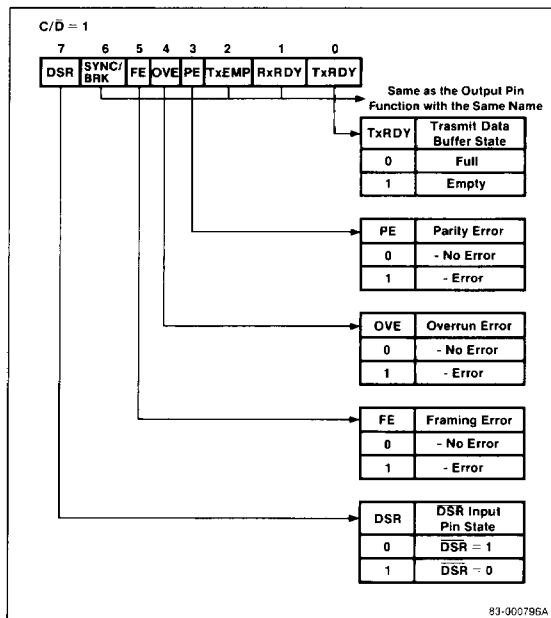 C/D̅ = 1
7 6 5 4 3 2 1 0
DSR SYNC/BRK FE OVE PE TxEMP RxRDY TxRDY
Same as the Output Pin
Function with the Same Name
TxRDY Trasmit Data Buffer State
0 Full
1 Empty
PE Parity Error
0 - No Error
1 - Error
OVE Overrun Error
0 - No Error
1 - Error
FE Framing Error
0 - No Error
1 - Error
DSR D̅S̅R̅ Input Pin State
0 D̅S̅R̅ = 1
1 D̅S̅R̅ = 0
83-000796A